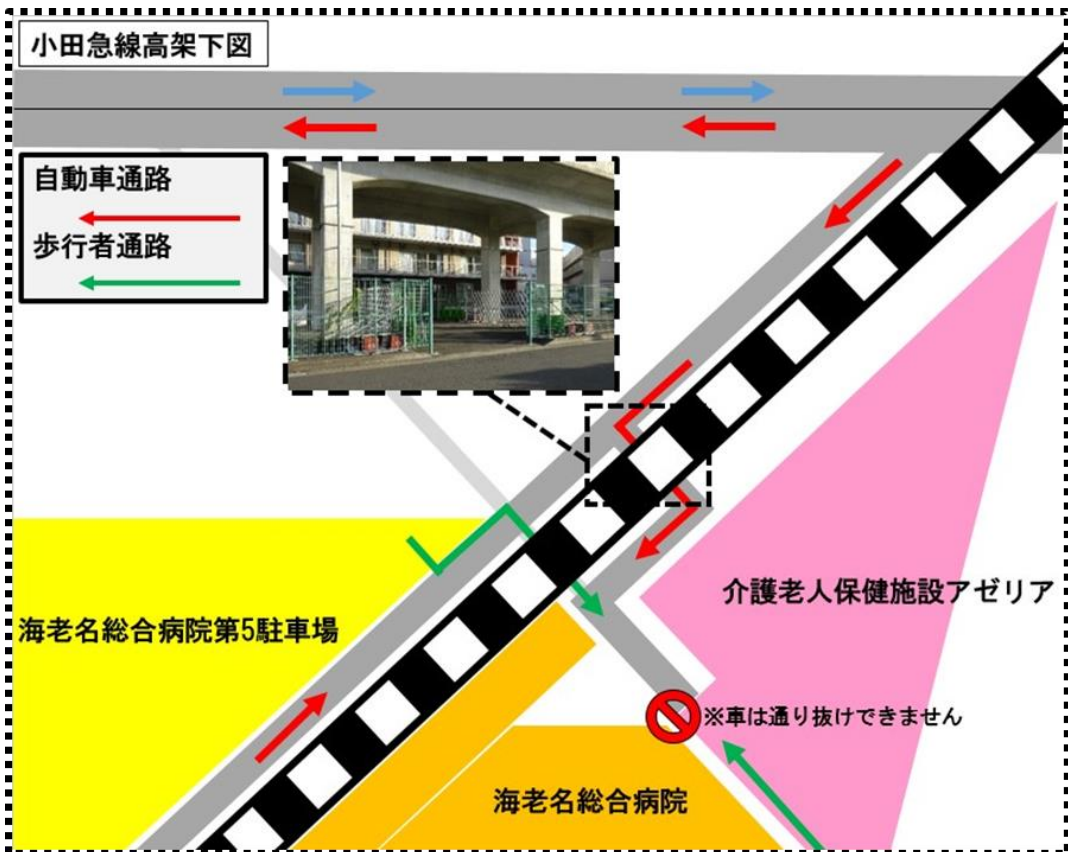 小田急線高架下図
自動車通路
歩行者通路
介護老人保健施設アゼリア
海老名総合病院第5駐車場
※車は通り抜けできません
海老名総合病院